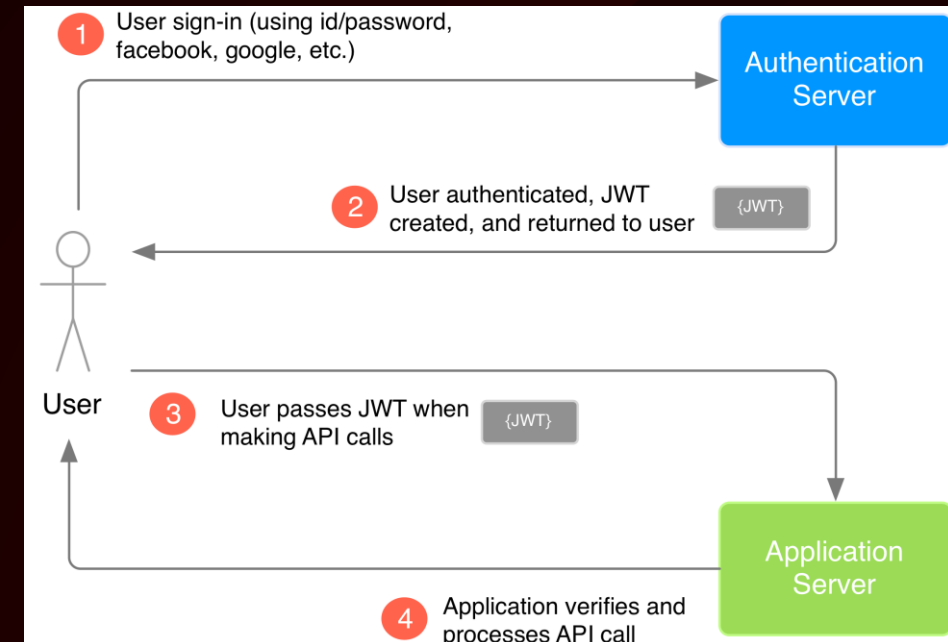 1
User sign-in (using id/password,
facebook, google, etc.)
Authentication
Server
2
User authenticated, JWT
created, and returned to user
{JWT}
User
3
User passes JWT when
making API calls
{JWT}
Application
Server
4
Application verifies and
processes API call